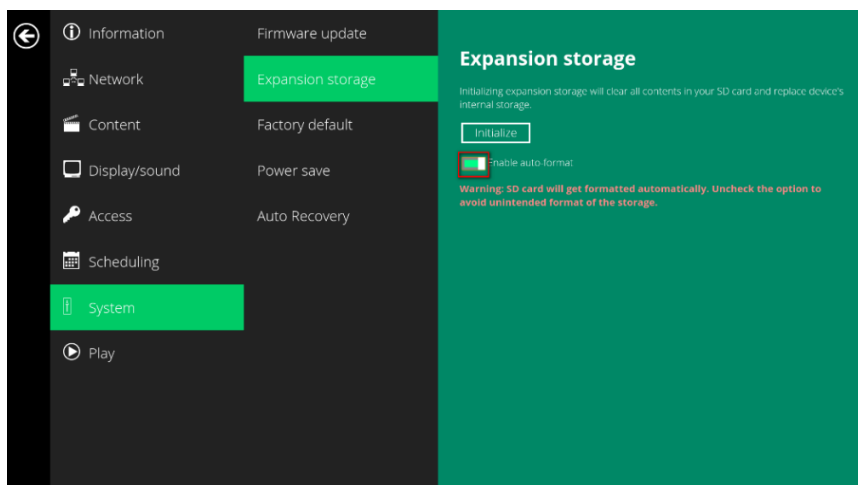 Information
Network
Content
Display/sound
Access
Scheduling
System
Play
Firmware update
Expansion storage
Factory default
Power save
Auto Recovery
Expansion storage
Initializing expansion storage will clear all contents in your SD card and replace device's
internal storage.
Initialize
Enable auto-format
Warning: SD card will get formatted automatically. Uncheck the option to
avoid unintended format of the storage.